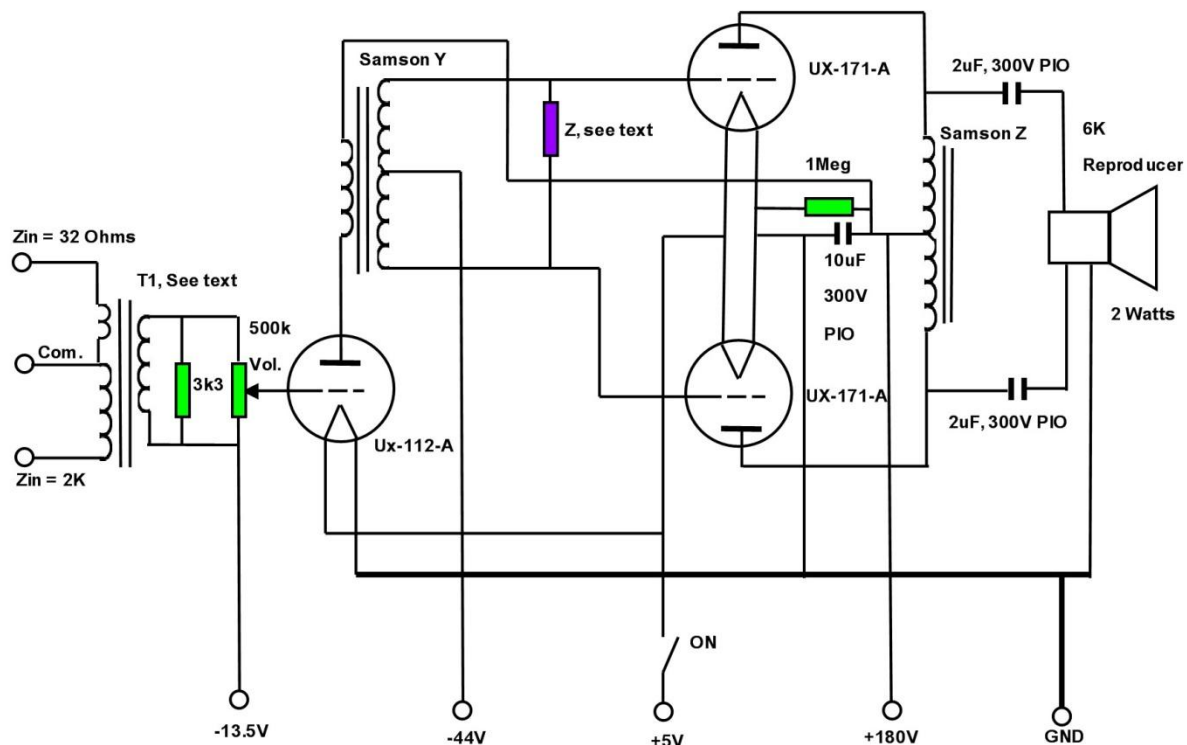 Samson Y
UX-171-A
2uF, 300V PIO
Z, see text
Samson Z
6K
Reproducer
1Meg
Zin = 32 Ohms
T1, See text
500k
Vol.
10uF
300V
PIO
2 Watts
Com.
3k3
UX-171-A
2uF, 300V PIO
Ux-112-A
Zin = 2K
ON
-13.5V
-44V
+5V
+180V
GND